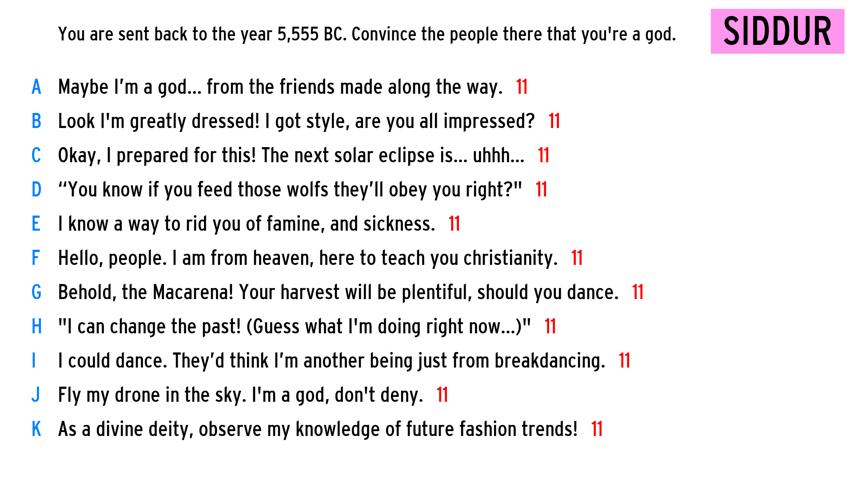 You are sent back to the year 5,555 BC. Convince the people there that you're a god.
SIDDUR
A Maybe I’m a god... from the friends made along the way. 11
B Look I'm greatly dressed! I got style, are you all impressed? 11
C Okay, I prepared for this! The next solar eclipse is... uhhh... 11
D “You know if you feed those wolfs they’ll obey you right?" 11
E I know a way to rid you of famine, and sickness. 11
F Hello, people. I am from heaven, here to teach you christianity. 11
G Behold, the Macarena! Your harvest will be plentiful, should you dance. 11
H "I can change the past! (Guess what I'm doing right now...)" 11
I I could dance. They’d think I’m another being just from breakdancing. 11
J Fly my drone in the sky. I'm a god, don't deny. 11
K As a divine deity, observe my knowledge of future fashion trends! 11